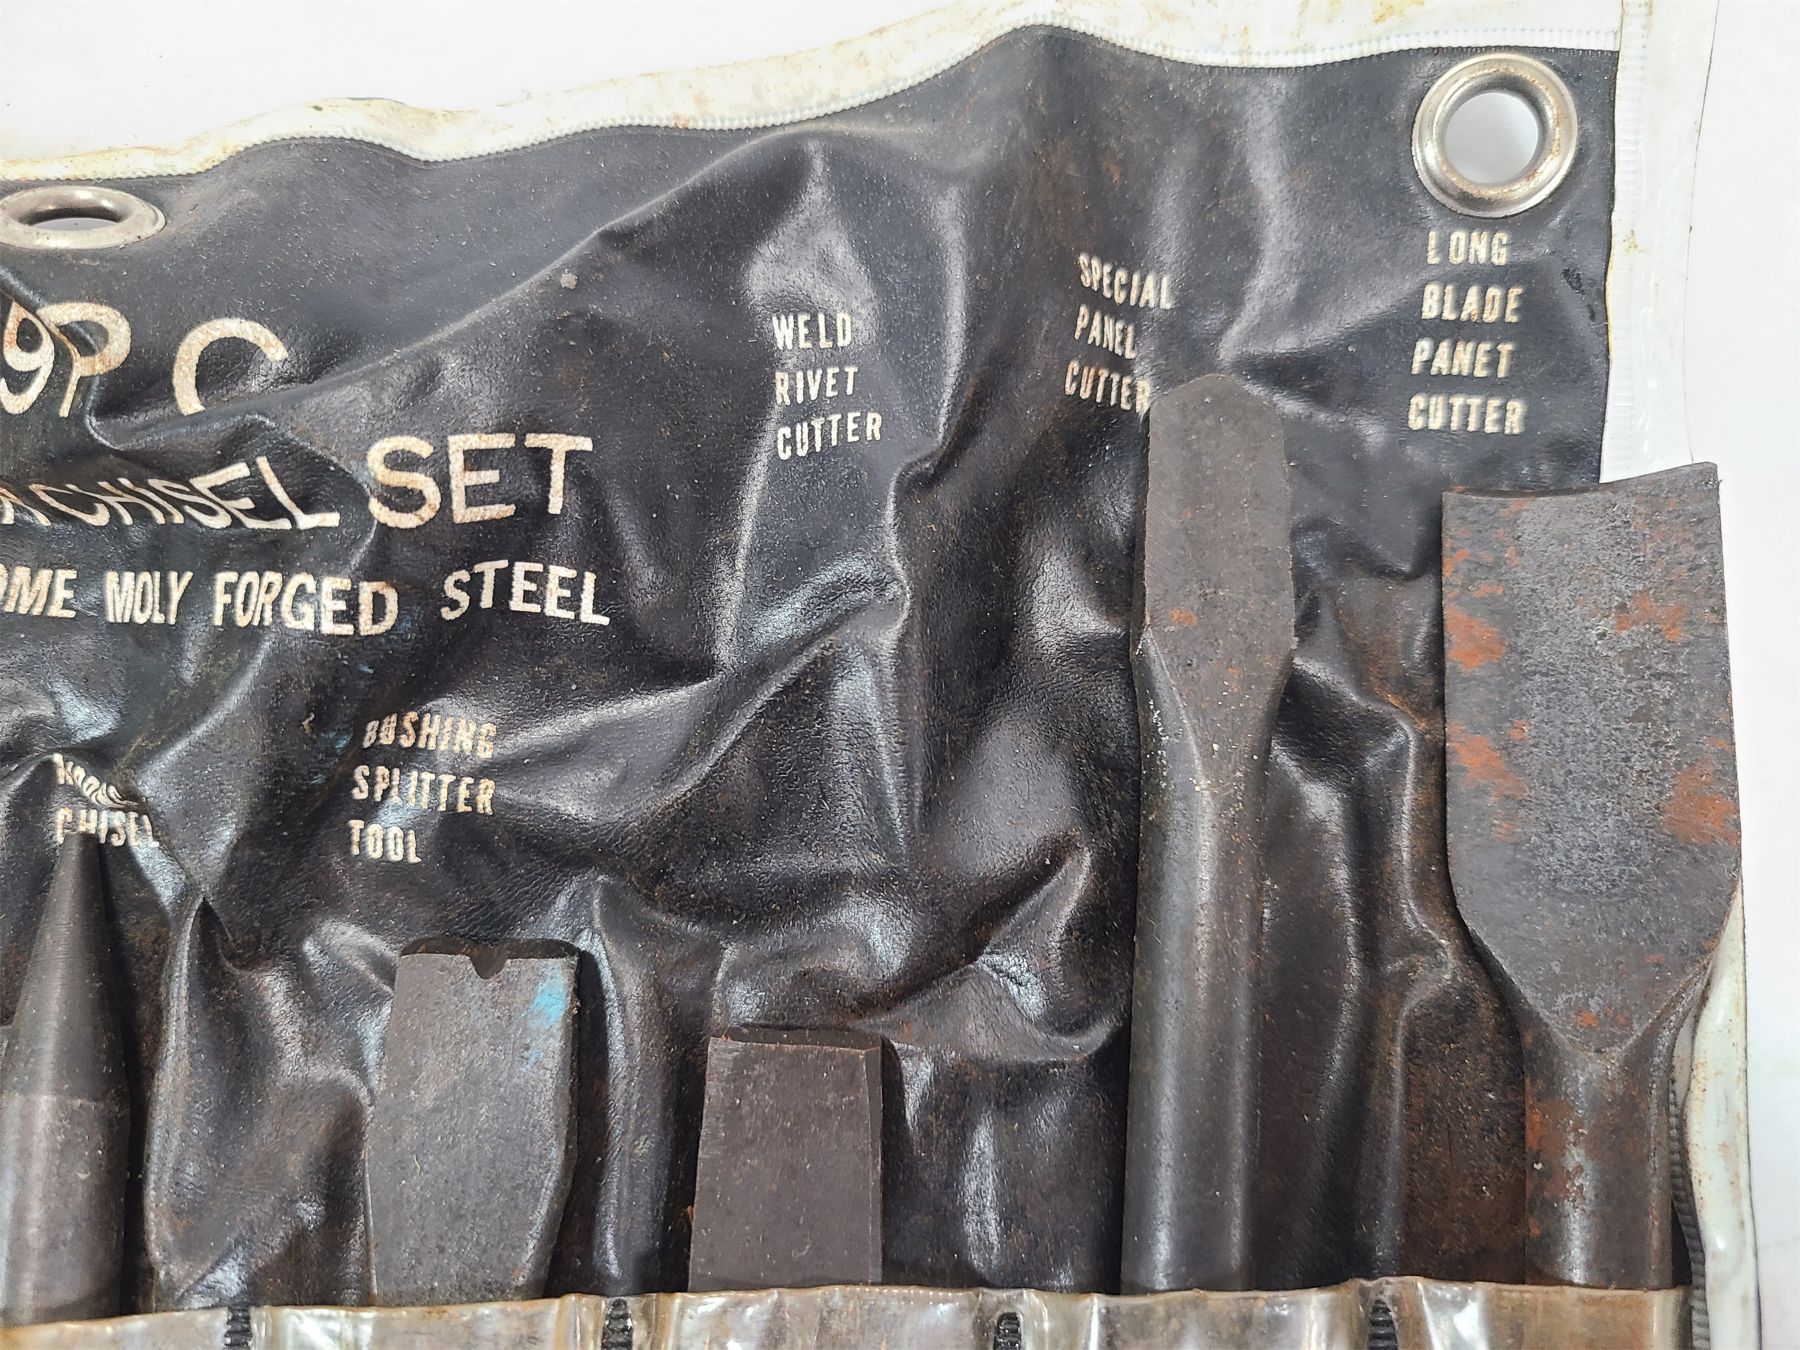 9PC
CHISEL SET
OME MOLY FORGED STEEL
CHISEL
BUSHING
SPLITTER
TOOL
WELD
RIVET
CUTTER
SPECIAL
PANEL
CUTTER
LONG
BLADE
PANET
CUTTER